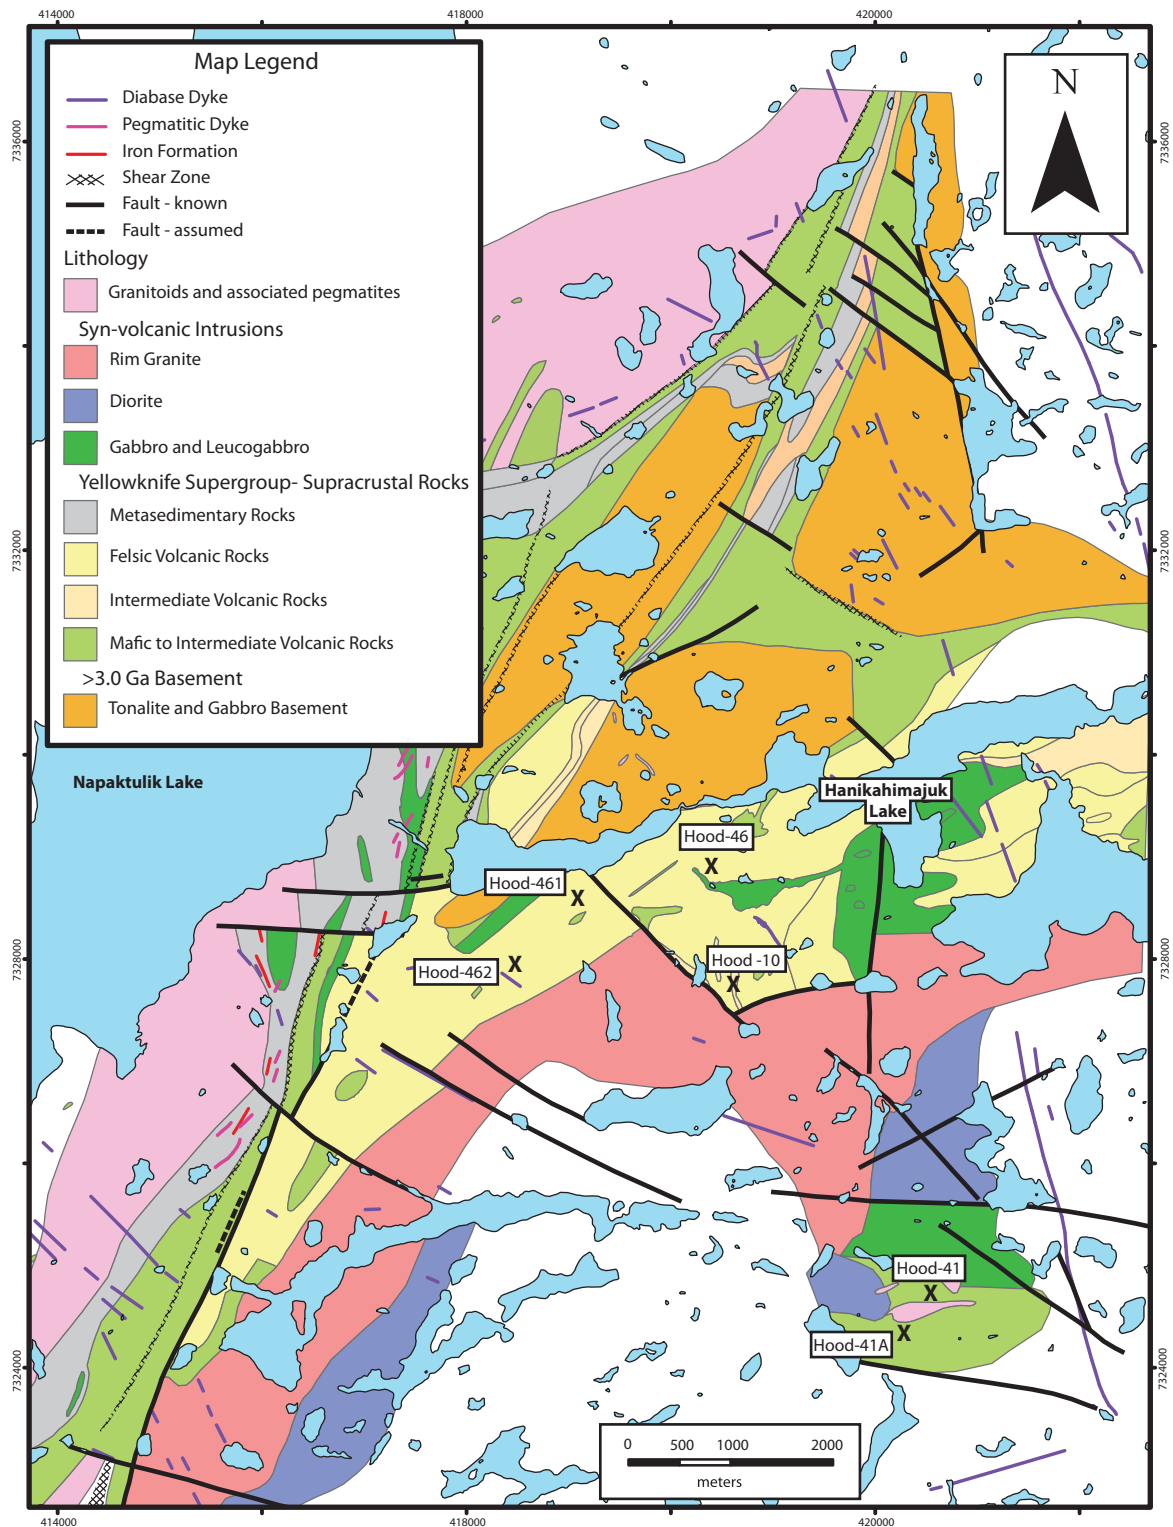 414000
418000
420000
Map Legend
Diabase Dyke
Pegmatitic Dyke
Iron Formation
Shear Zone
Fault - known
Fault - assumed
Lithology
Granitoids and associated pegmatites
Syn-volcanic Intrusions
Rim Granite
Diorite
Gabbro and Leucogabbro
Yellowknife Supergroup- Supracrustal Rocks
Metasedimentary Rocks
Felsic Volcanic Rocks
Intermediate Volcanic Rocks
Mafic to Intermediate Volcanic Rocks
>3.0 Ga Basement
Tonalite and Gabbro Basement
N
7336000
7336000
7332000
7332000
Napaktulik Lake
Hanikahimajuk
Lake
Hood-46
X
Hood-461
X
Hood-462
X
Hood -10
X
7328000
7328000
Hood-41
X
X
Hood-41A
7324000
7324000
0 500 1000 2000
meters
414000
418000
420000